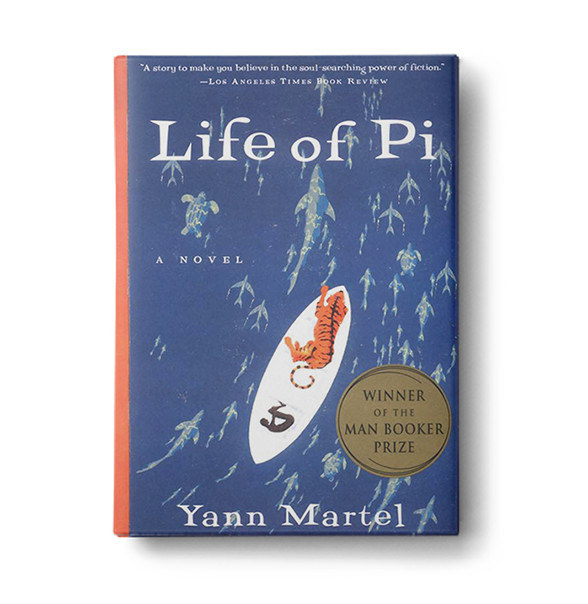 "A story to make you believe in the soul-searching power of fiction."
—Los Angeles Times Book Review
Life of Pi
A NOVEL
WINNER
OF THE
MAN BOOKER
PRIZE
Yann Martel